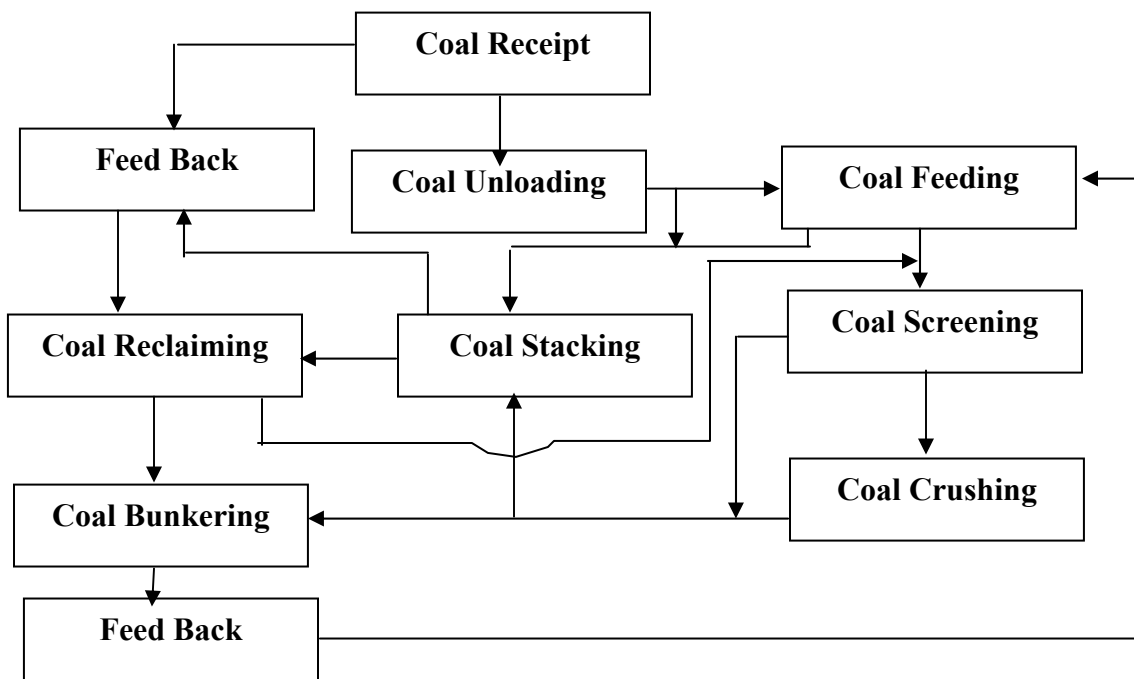 Coal Receipt
Feed Back
Coal Unloading
Coal Feeding
Coal Screening
Coal Reclaiming
Coal Stacking
Coal Crushing
Coal Bunkering
Feed Back